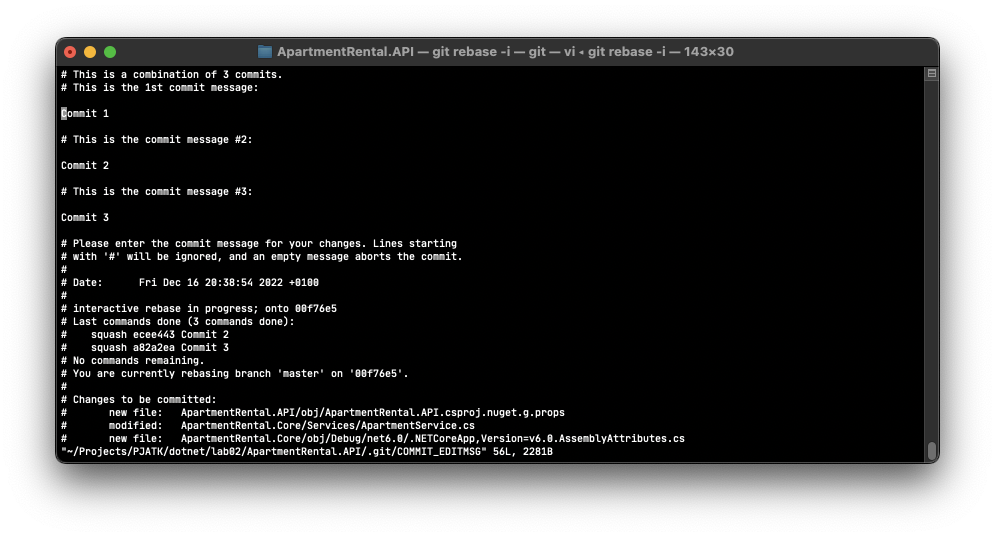 ApartmentRental.API — git rebase -i — git — vi ◂ git rebase -i — 143×30
# This is a combination of 3 commits.
# This is the 1st commit message:
Commit 1
# This is the commit message #2:
Commit 2
# This is the commit message #3:
Commit 3
# Please enter the commit message for your changes. Lines starting
# with '#' will be ignored, and an empty message aborts the commit.
#
# Date:      Fri Dec 16 20:38:54 2022 +0100
#
# interactive rebase in progress; onto 00f76e5
# Last commands done (3 commands done):
#    squash ecee443 Commit 2
#    squash a82a2ea Commit 3
# No commands remaining.
# You are currently rebasing branch 'master' on '00f76e5'.
#
# Changes to be committed:
#       new file:   ApartmentRental.API/obj/ApartmentRental.API.csproj.nuget.g.props
#       modified:   ApartmentRental.Core/Services/ApartmentService.cs
#       new file:   ApartmentRental.Core/obj/Debug/net6.0/.NETCoreApp,Version=v6.0.AssemblyAttributes.cs
"~/Projects/PJATK/dotnet/lab02/ApartmentRental.API/.git/COMMIT_EDITMSG" 56L, 2281B